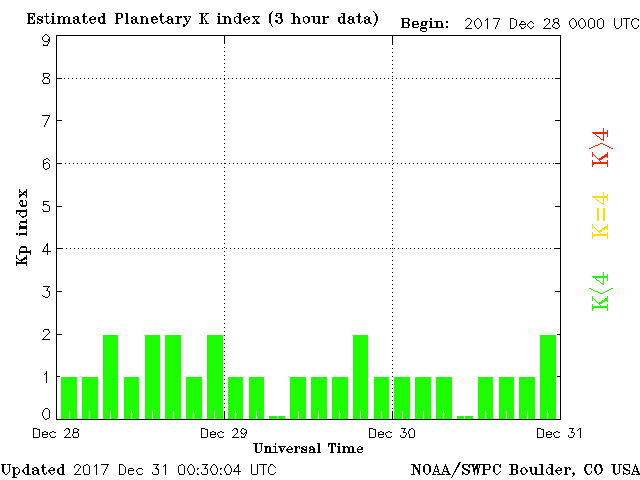 Estimated Planetary K index (3 hour data)
Begin: 2017 Dec 28 0000 UTC
9
8
7
6
5
4
3
2
1
0
Kp index
Dec 28
Dec 29
Dec 30
Dec 31
Universal Time
K>4
K=4
K<4
Updated 2017 Dec 31 00:30:04 UTC
NOAA/SWPC Boulder, CO USA